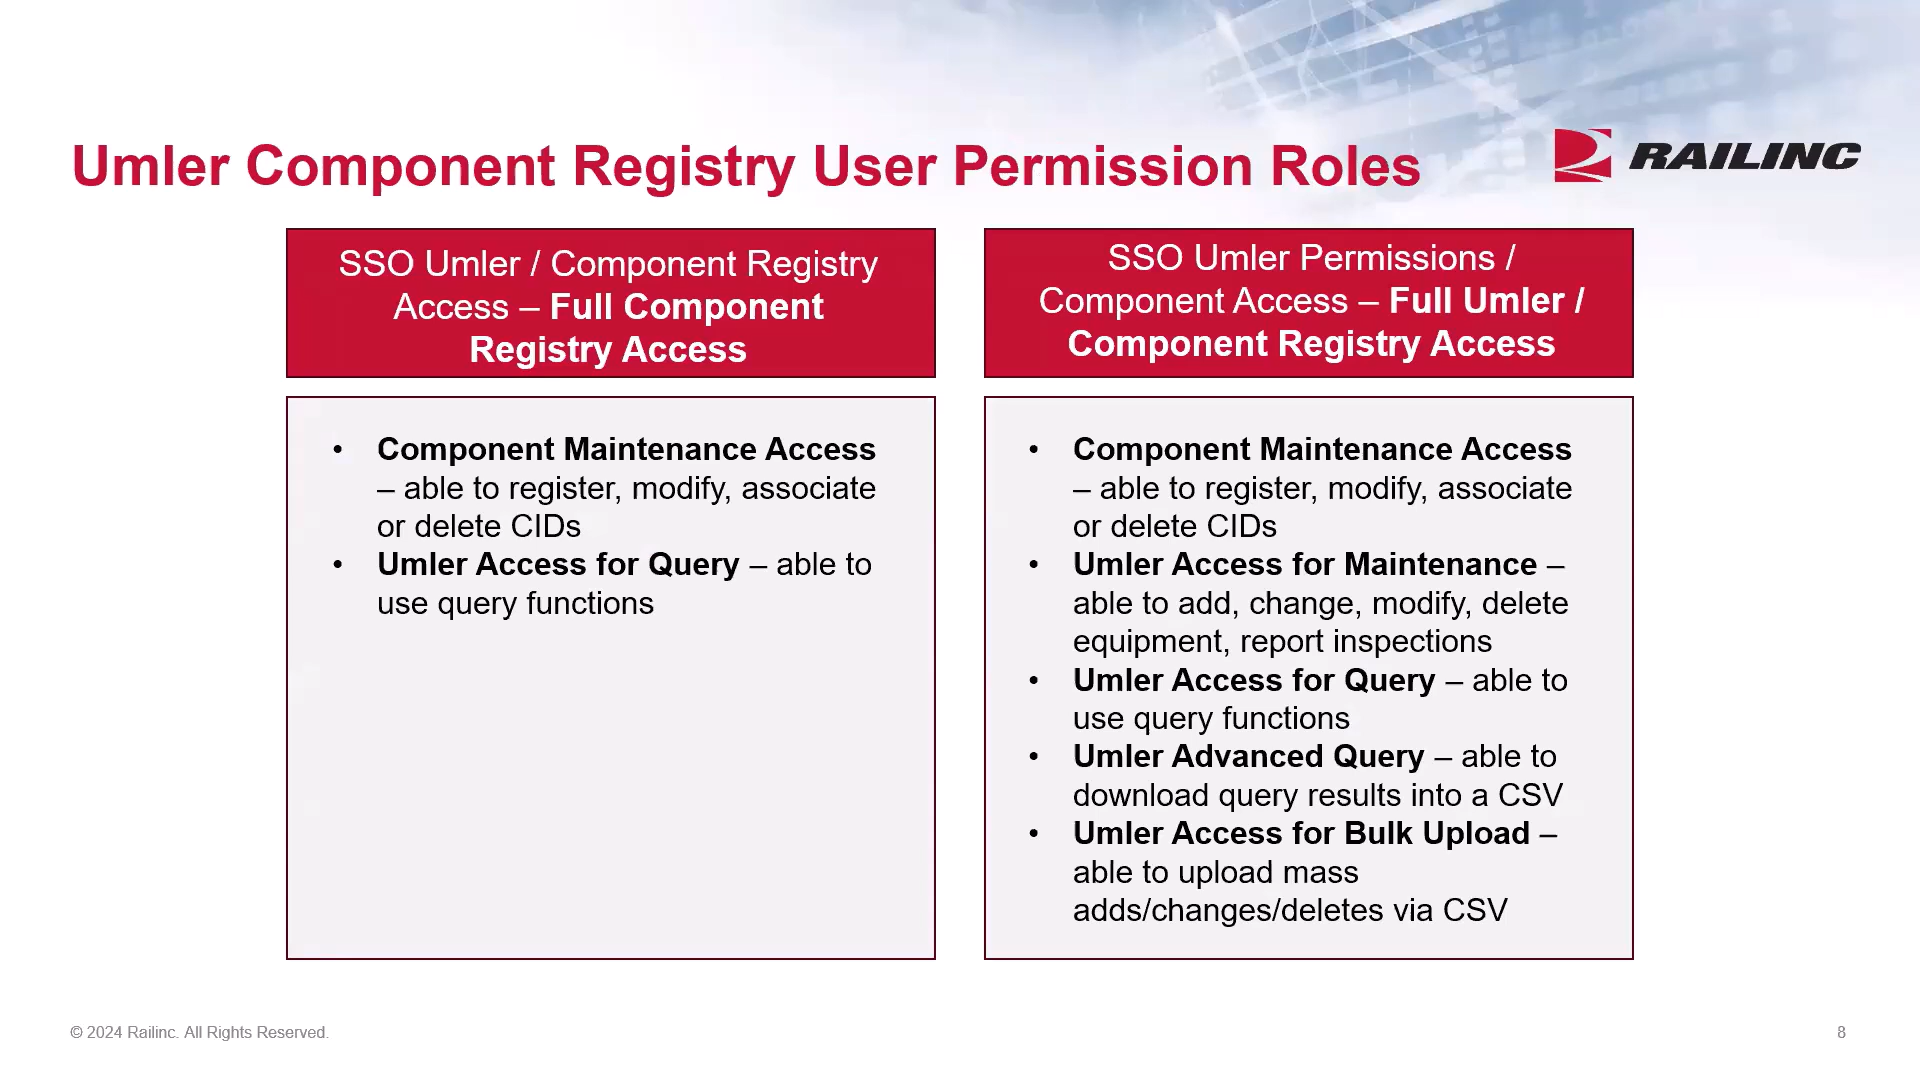 Umler Component Registry User Permission Roles
RAILINC
SSO Umler / Component Registry
Access – Full Component
Registry Access
• Component Maintenance Access
– able to register, modify, associate
or delete CIDs
• Umler Access for Query – able to
use query functions
SSO Umler Permissions /
Component Access – Full Umler /
Component Registry Access
• Component Maintenance Access
– able to register, modify, associate
or delete CIDs
• Umler Access for Maintenance –
able to add, change, modify, delete
equipment, report inspections
• Umler Access for Query – able to
use query functions
• Umler Advanced Query – able to
download query results into a CSV
• Umler Access for Bulk Upload –
able to upload mass
adds/changes/deletes via CSV
© 2024 Railinc. All Rights Reserved.
8